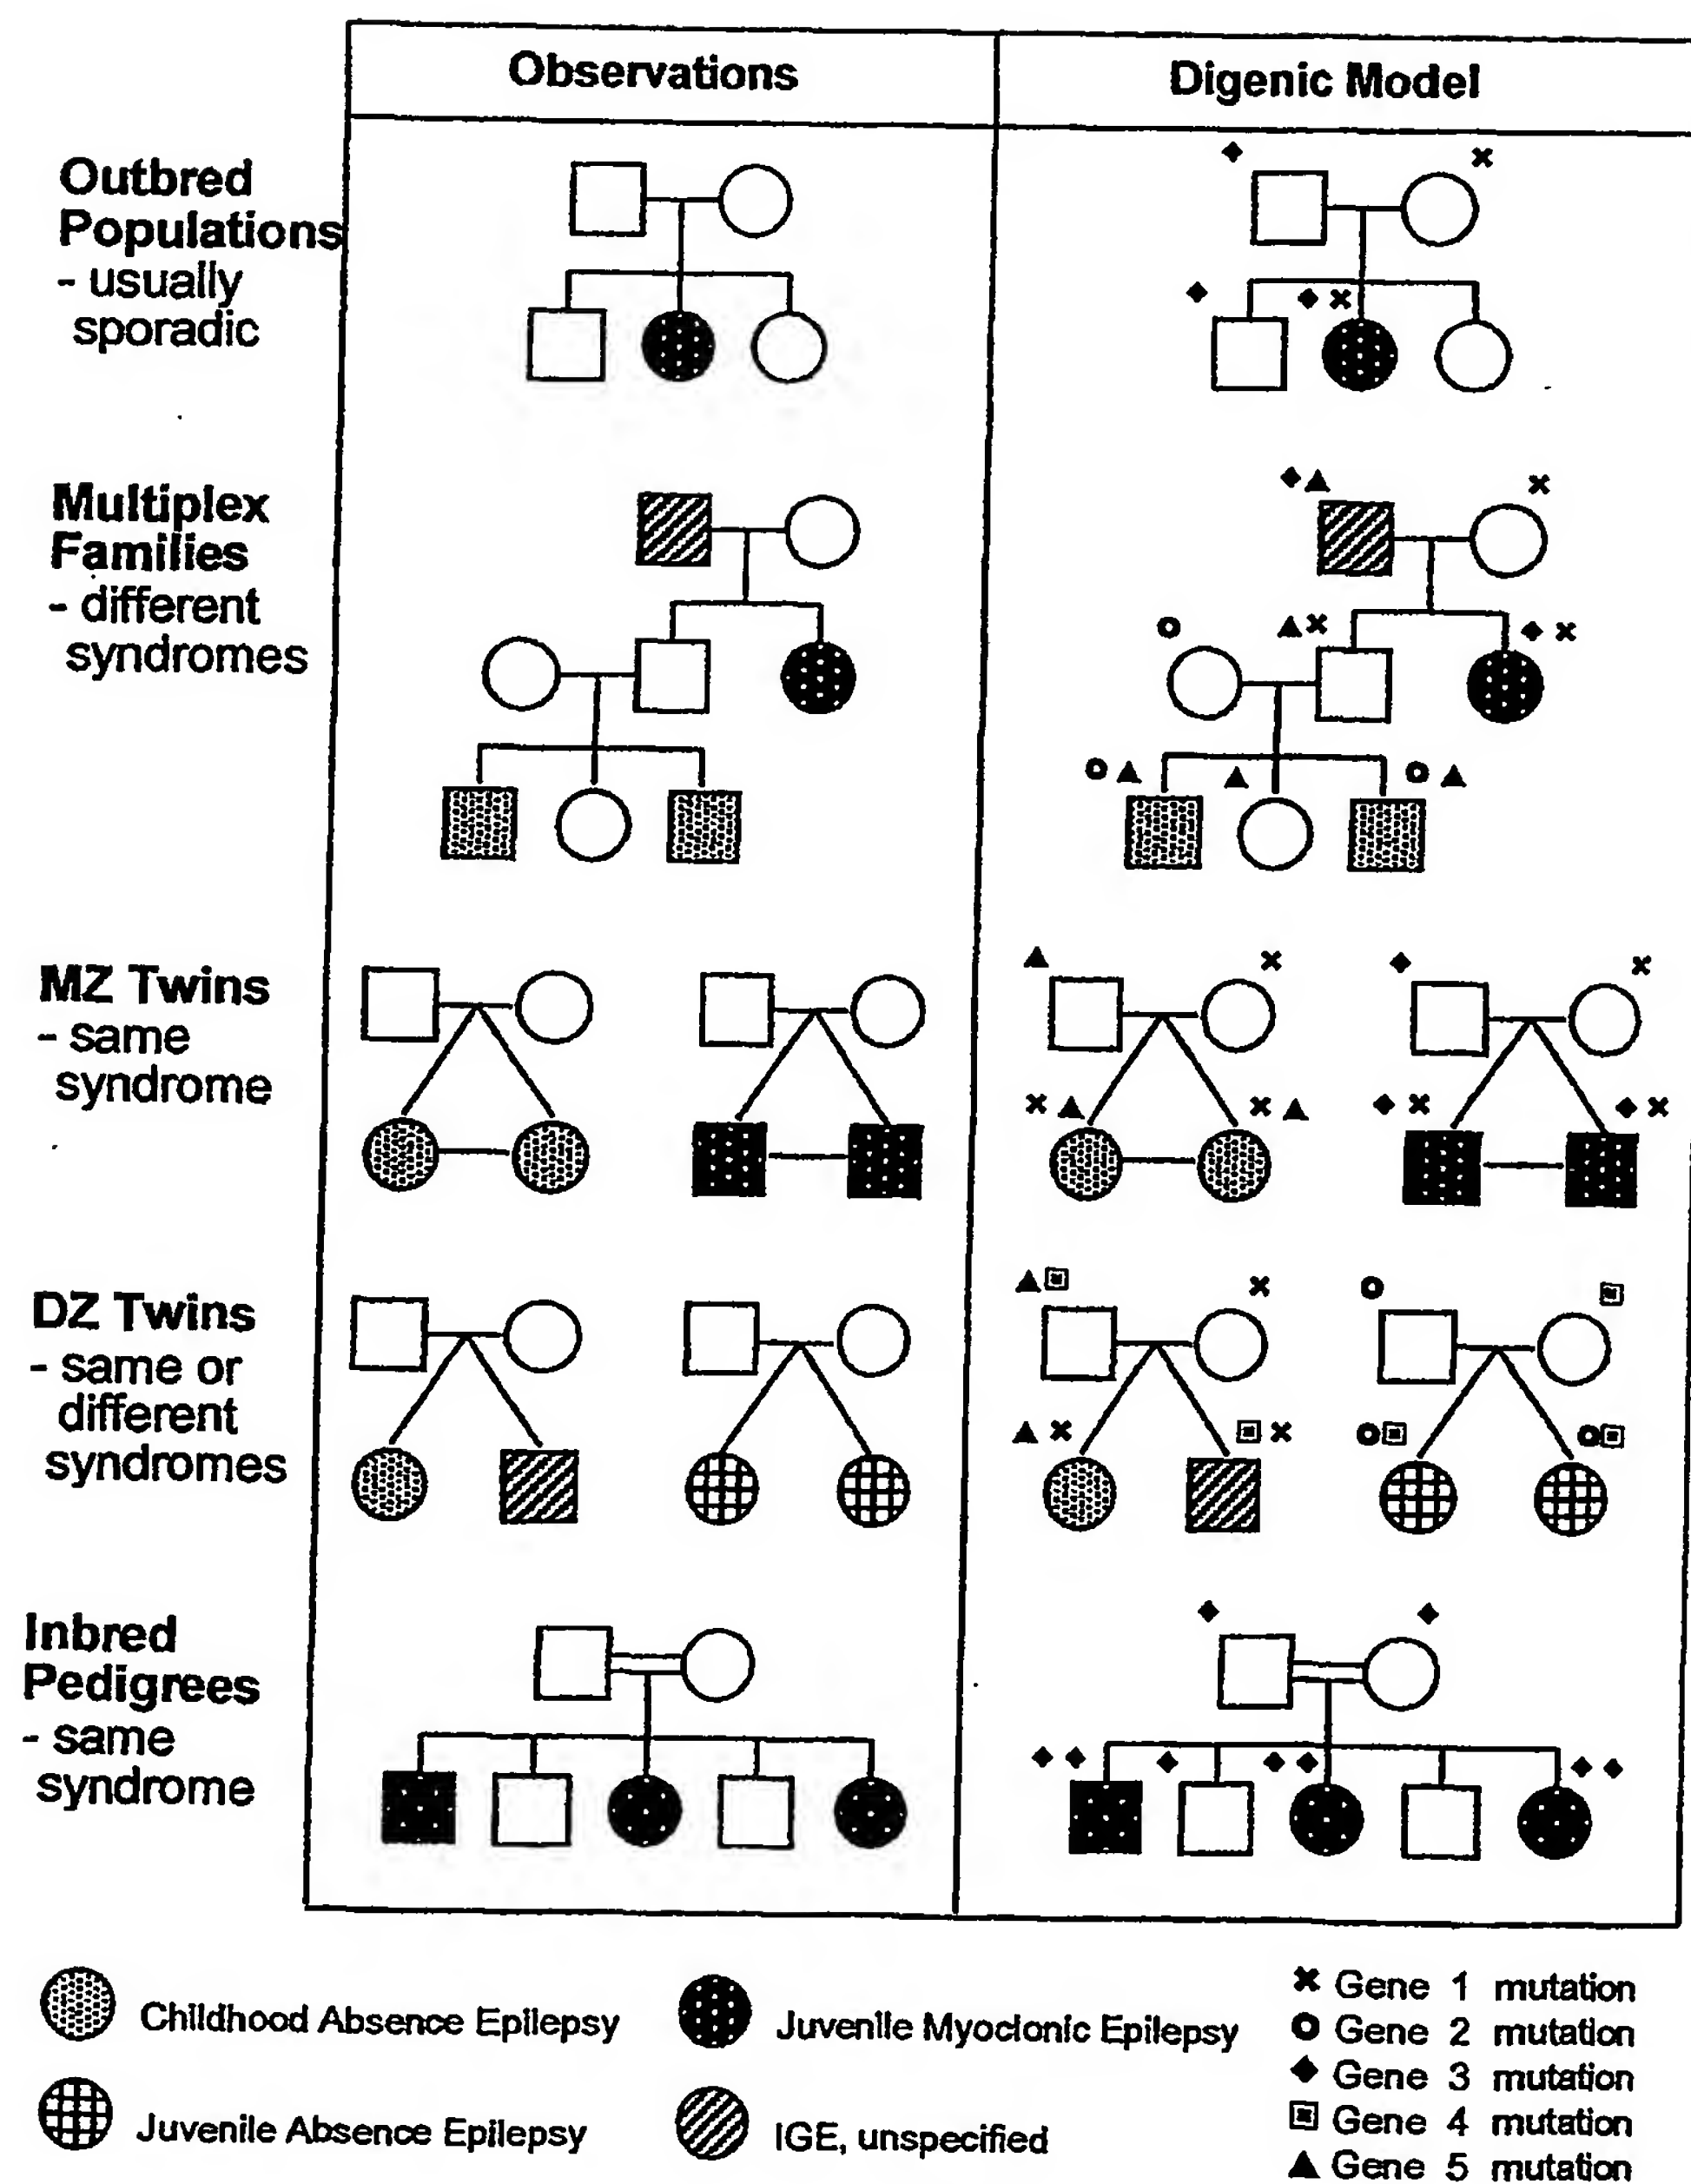 Observations
Digenic Model
Outbred
Populations
- usually
sporadic
Multiplex
Families
- different
syndromes
MZ Twins
- same
syndrome
DZ Twins
- same or
different
syndromes
Inbred
Pedigrees
- same
syndrome
Childhood Absence Epilepsy
Juvenile Myoclonic Epilepsy
Juvenile Absence Epilepsy
IGE, unspecified
Gene 1 mutation
Gene 2 mutation
Gene 3 mutation
Gene 4 mutation
Gene 5 mutation